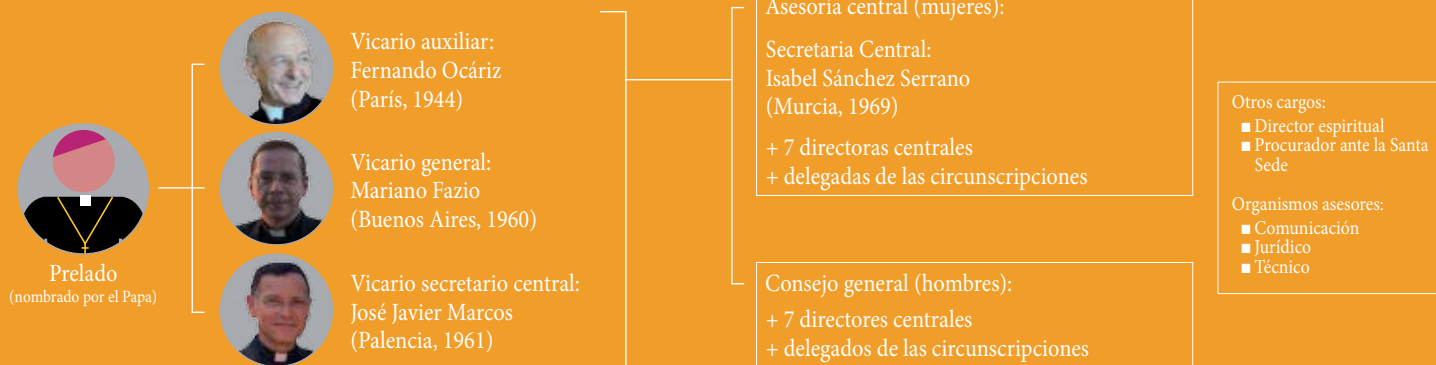 Prelado
(nombrado por el Papa)
Vicario auxiliar:
Fernando Ocáriz
(París, 1944)
Vicario general:
Mariano Fazio
(Buenos Aires, 1960)
Vicario secretario central:
José Javier Marcos
(Palencia, 1961)
Asesoría central (mujeres):
Secretaria Central:
Isabel Sánchez Serrano
(Murcia, 1969)
+ 7 directoras centrales
+ delegadas de las circunscripciones
Consejo general (hombres):
+ 7 directores centrales
+ delegados de las circunscripciones
Otros cargos:
■ Director espiritual
■ Procurador ante la Santa
Sede
Organismos asesores:
■ Comunicación
■ Jurídico
■ Técnico